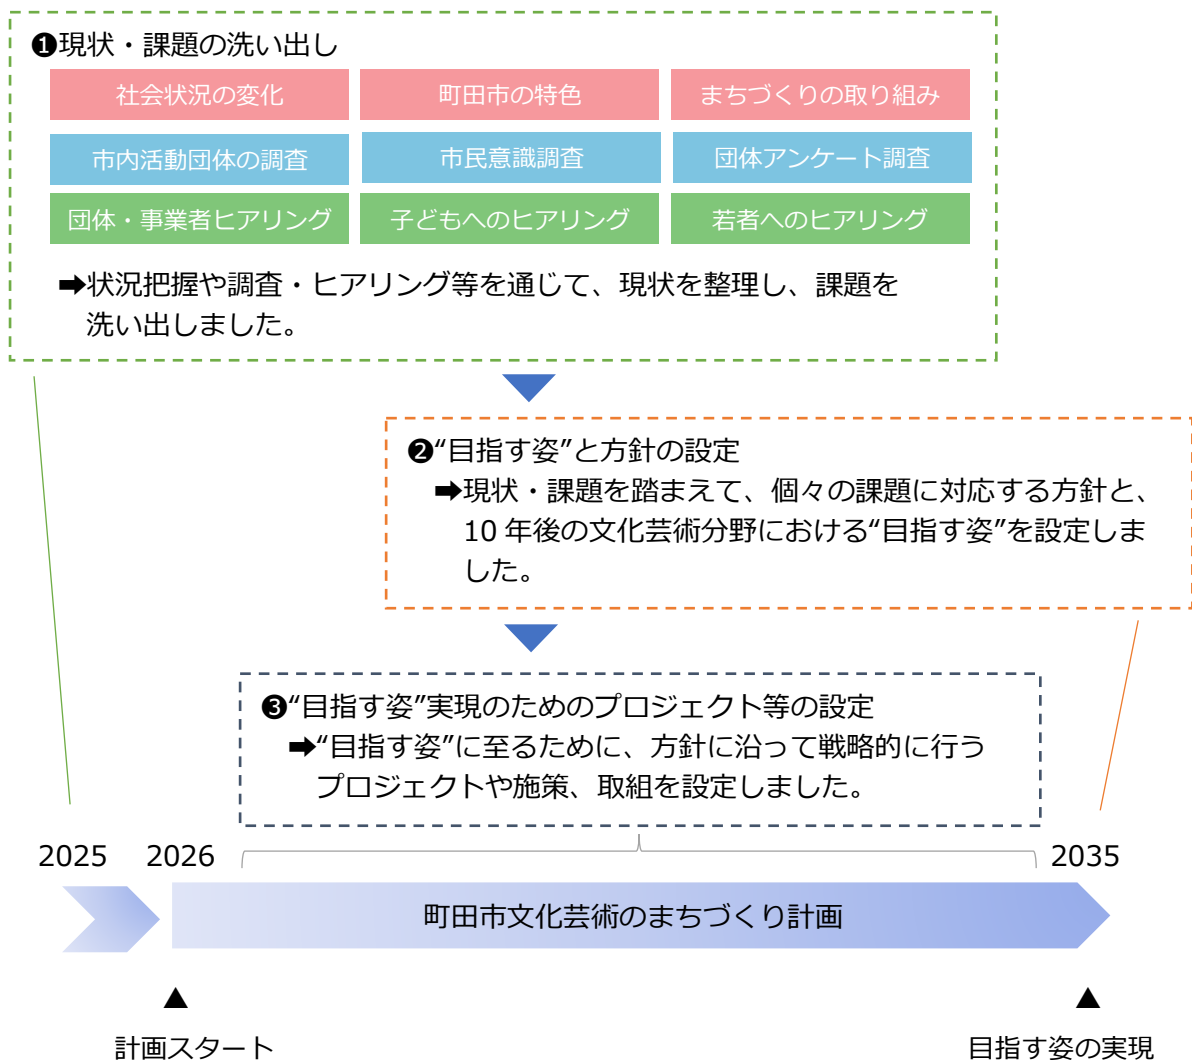 ❶現状・課題の洗い出し
社会状況の変化
町田市の特色
まちづくりの取り組み
市内活動団体の調査
市民意識調査
団体アンケート調査
団体・事業者ヒアリング
子どもへのヒアリング
若者へのヒアリング
➡状況把握や調査・ヒアリング等を通じて、現状を整理し、課題を
洗い出しました。
❷“目指す姿”と方針の設定
➡現状・課題を踏まえて、個々の課題に対応する方針と、
10 年後の文化芸術分野における“目指す姿”を設定しま
した。
❸“目指す姿”実現のためのプロジェクト等の設定
➡“目指す姿”に至るために、方針に沿って戦略的に行う
プロジェクトや施策、取組を設定しました。
2025
2026
2035
町田市文化芸術のまちづくり計画
▲
▲
計画スタート
目指す姿の実現